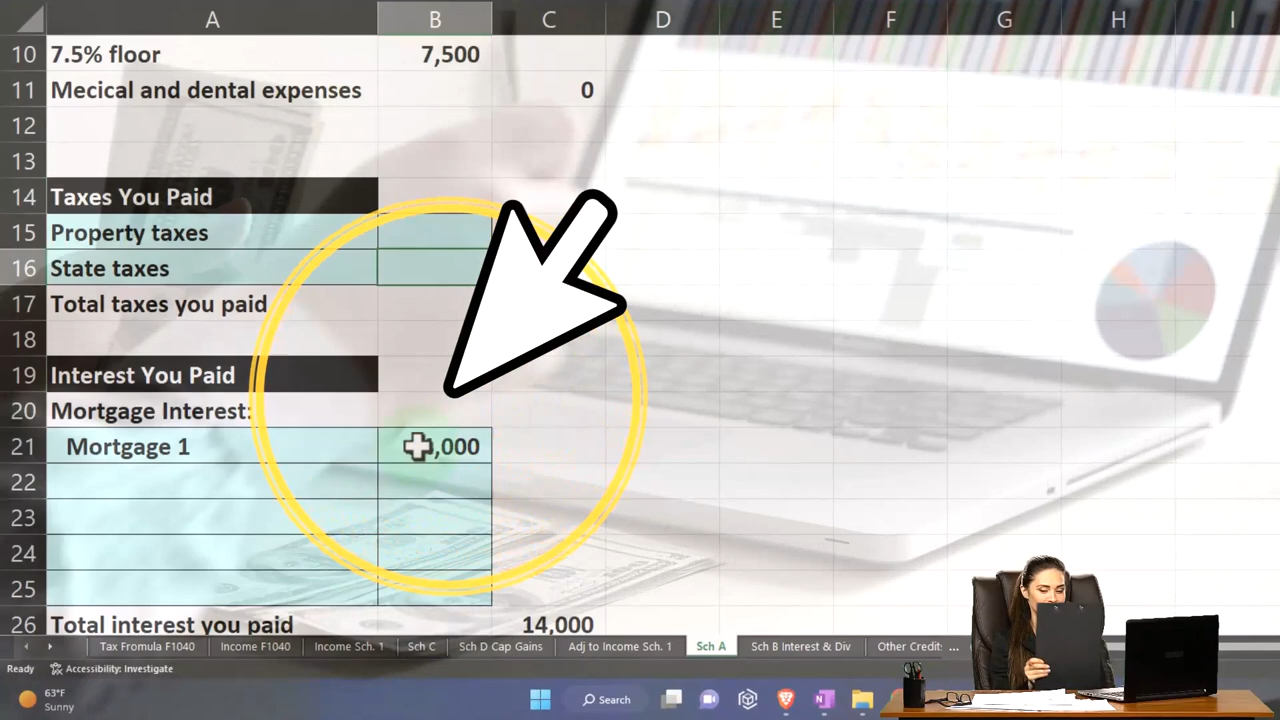 A B C D E F G H I
10 7.5% floor 7,500
11 Mecical and dental expenses 0
12
13
14 Taxes You Paid
15 Property taxes
16 State taxes
17 Total taxes you paid
18
19 Interest You Paid
20 Mortgage Interest:
21 Mortgage 1 ,000
22
23
24
25
26 Total interest you paid 14,000
Tax Fromula F1040 Income F1040 Income Sch. 1 Sch C Sch D Cap Gains Adj to Income Sch. 1 Sch A Sch B Interest & Div Other Credit ...
Ready Accessibility: Investigate
63°F
Sunny
Search